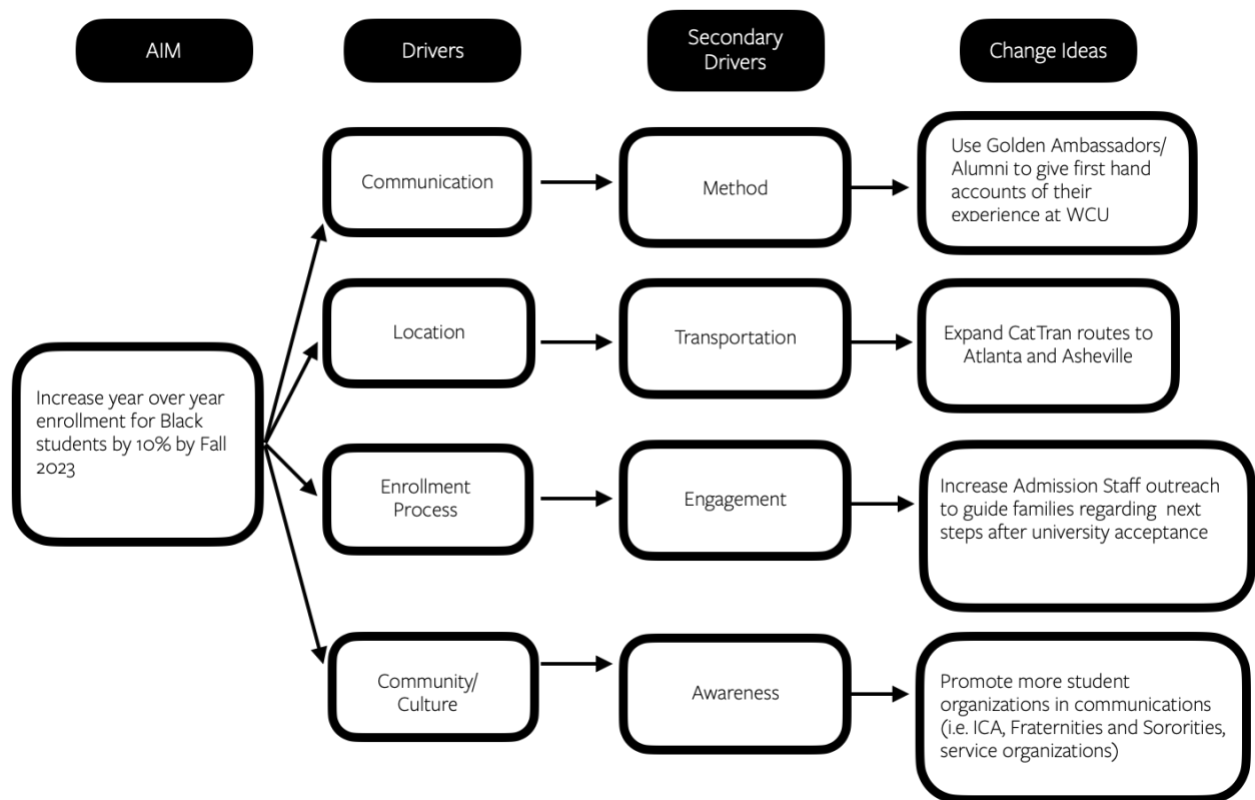 AIM
Drivers
Secondary
Drivers
Change Ideas
Communication
Method
Use Golden Ambassadors/
Alumni to give first hand
accounts of their
experience at WCU
Location
Transportation
Expand CatTran routes to
Atlanta and Asheville
Increase year over year
enrollment for Black
students by 10% by Fall
2023
Enrollment
Process
Engagement
Increase Admission Staff outreach
to guide families regarding next
steps after university acceptance
Community/
Culture
Awareness
Promote more student
organizations in communications
(i.e. ICA, Fraternities and Sororities,
service organizations)